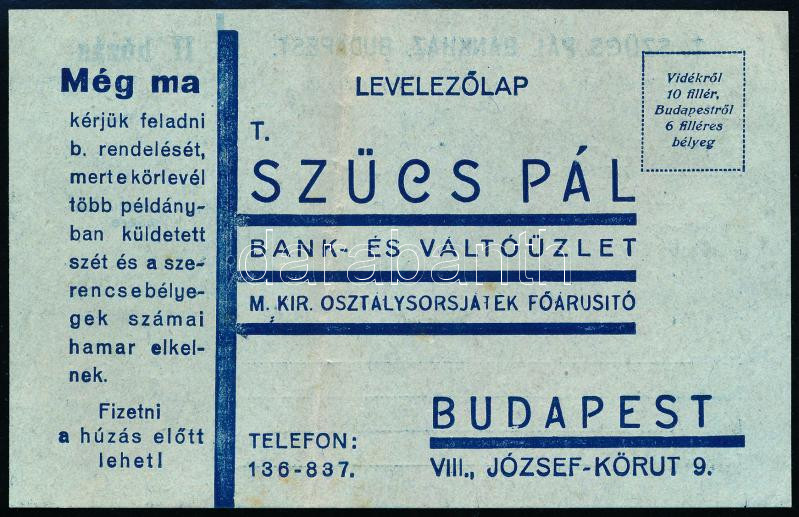 Még ma
kérjük feladni
b. rendelését,
mert e körlevél
több példány-
ban küldetett
szét és a sze-
rencsebélye-
gek számai
hamar elkel-
nek.
Fizetni
a húzás előtt
lehet!
LEVELEZŐLAP
Vidékről
10 fillér,
Budapestről
6 filléres
bélyeg
T.
SZÜCS PÁL
BANK- ÉS VÁLTÓÜZLET
M. KIR. OSZTÁLYSORSJÁTEK FŐÁRUSITÓ
BUDAPEST
VIII., JÓZSEF-KÖRUT 9.
TELEFON:
136-837.
darabanth